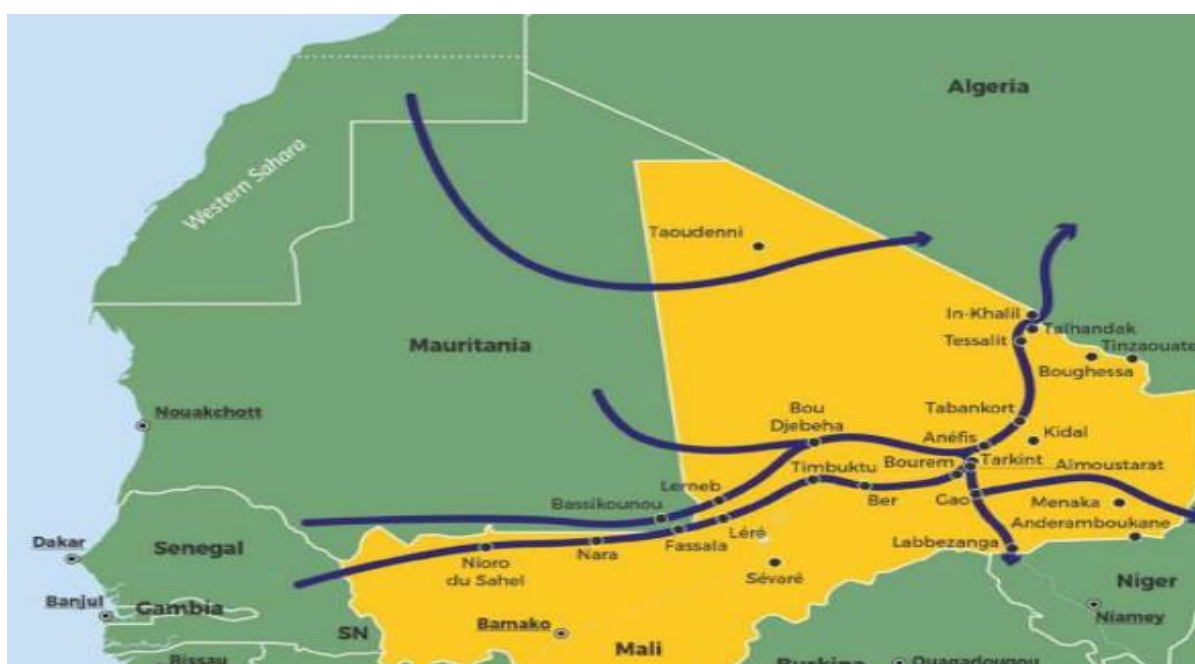 Algeria
Western Sahara
Taoudenni
In-Khalil
Talhandak
Tessalit
Tinzaouate
Boughessa
Mauritania
Nouakchott
Bou
Djebeha
Tabankort
Anéfis
Kidal
Timbuktu
Bourem
Tarkint
Almoustarat
Lerneb
Bassikounou
Ber
Gao
Menaka
Anderamboukane
Léré
Fassala
Labbezanga
Dakar
Senegal
Nara
Nioro
du Sahel
Sévaré
Niger
Banjul
Gambia
Niamey
SN
Bamako
Mali
Bissau
Burkina
Ouagadougou